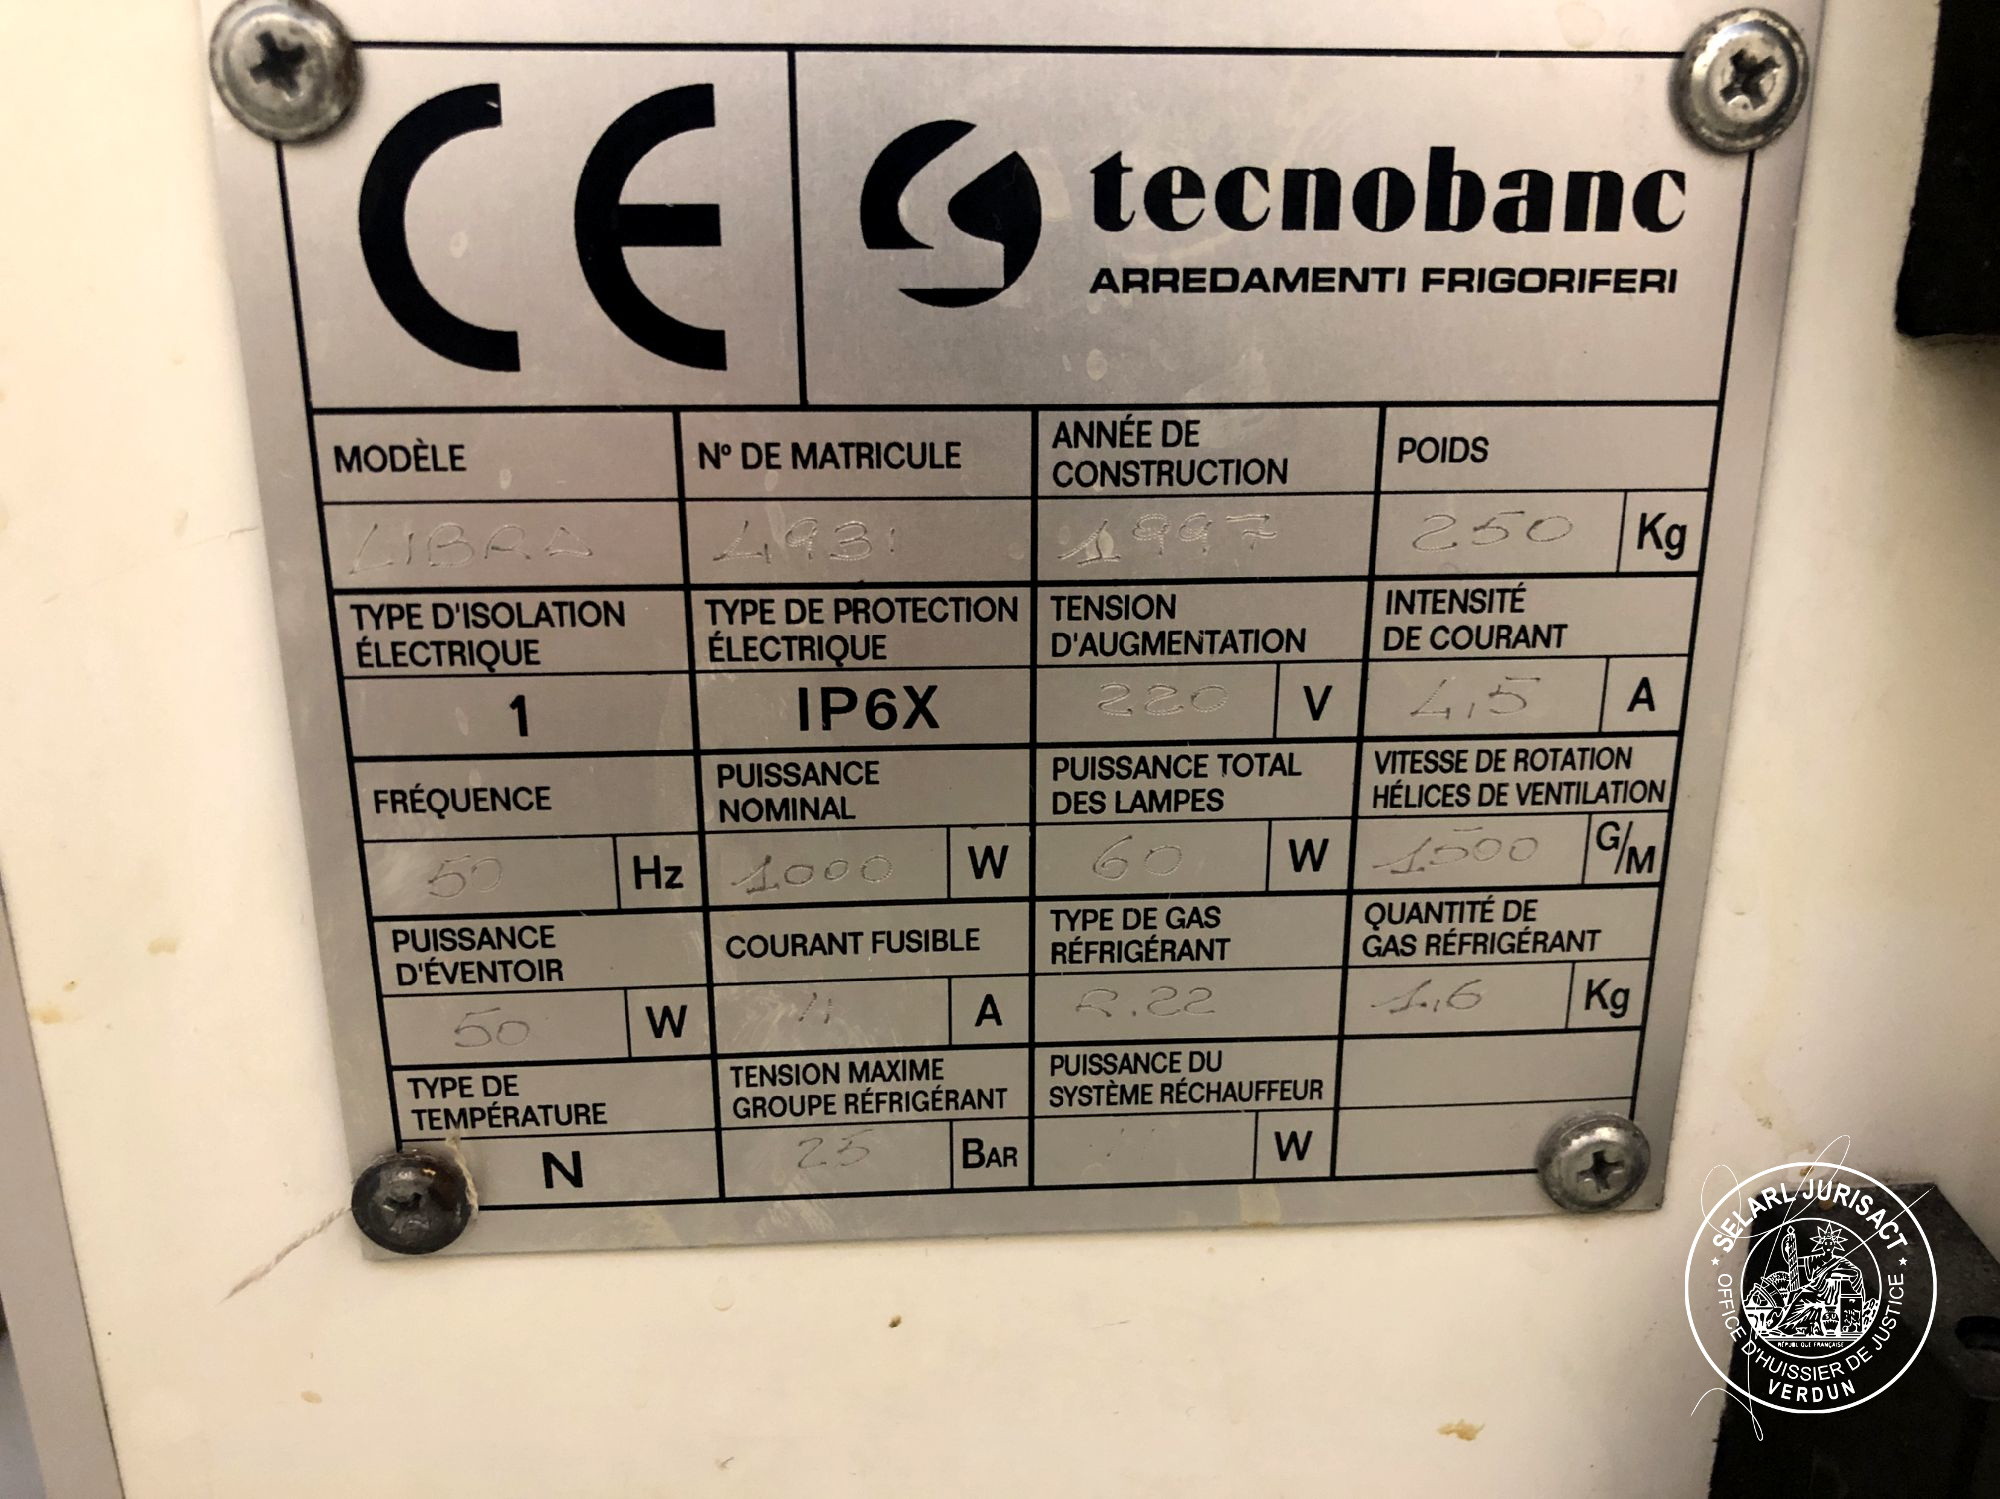 CE
tecnobanc
ARREDAMENTI FRIGORIFERI
MODÈLE
LIBRA
Nº DE MATRICULE
4931
ANNÉE DE
CONSTRUCTION
1997
POIDS
250 Kg
TYPE D'ISOLATION
ÉLECTRIQUE
1
TYPE DE PROTECTION
ÉLECTRIQUE
IP6X
TENSION
D'AUGMENTATION
220 V
INTENSITÉ
DE COURANT
4,5 A
FRÉQUENCE
50 Hz
PUISSANCE
NOMINAL
1000 W
PUISSANCE TOTAL
DES LAMPES
60 W
VITESSE DE ROTATION
HÉLICES DE VENTILATION
1500 G/M
PUISSANCE
D'ÉVENTOIR
50 W
COURANT FUSIBLE
A
TYPE DE GAS
RÉFRIGÉRANT
R.22
QUANTITÉ DE
GAS RÉFRIGÉRANT
1,6 Kg
TYPE DE
TEMPÉRATURE
N
TENSION MAXIME
GROUPE RÉFRIGÉRANT
25 BAR
PUISSANCE DU
SYSTÈME RÉCHAUFFEUR
W
SELARL JURISACT
OFFICE D'HUISSIER DE JUSTICE
RÉPUBLIQUE FRANÇAISE
VERDUN